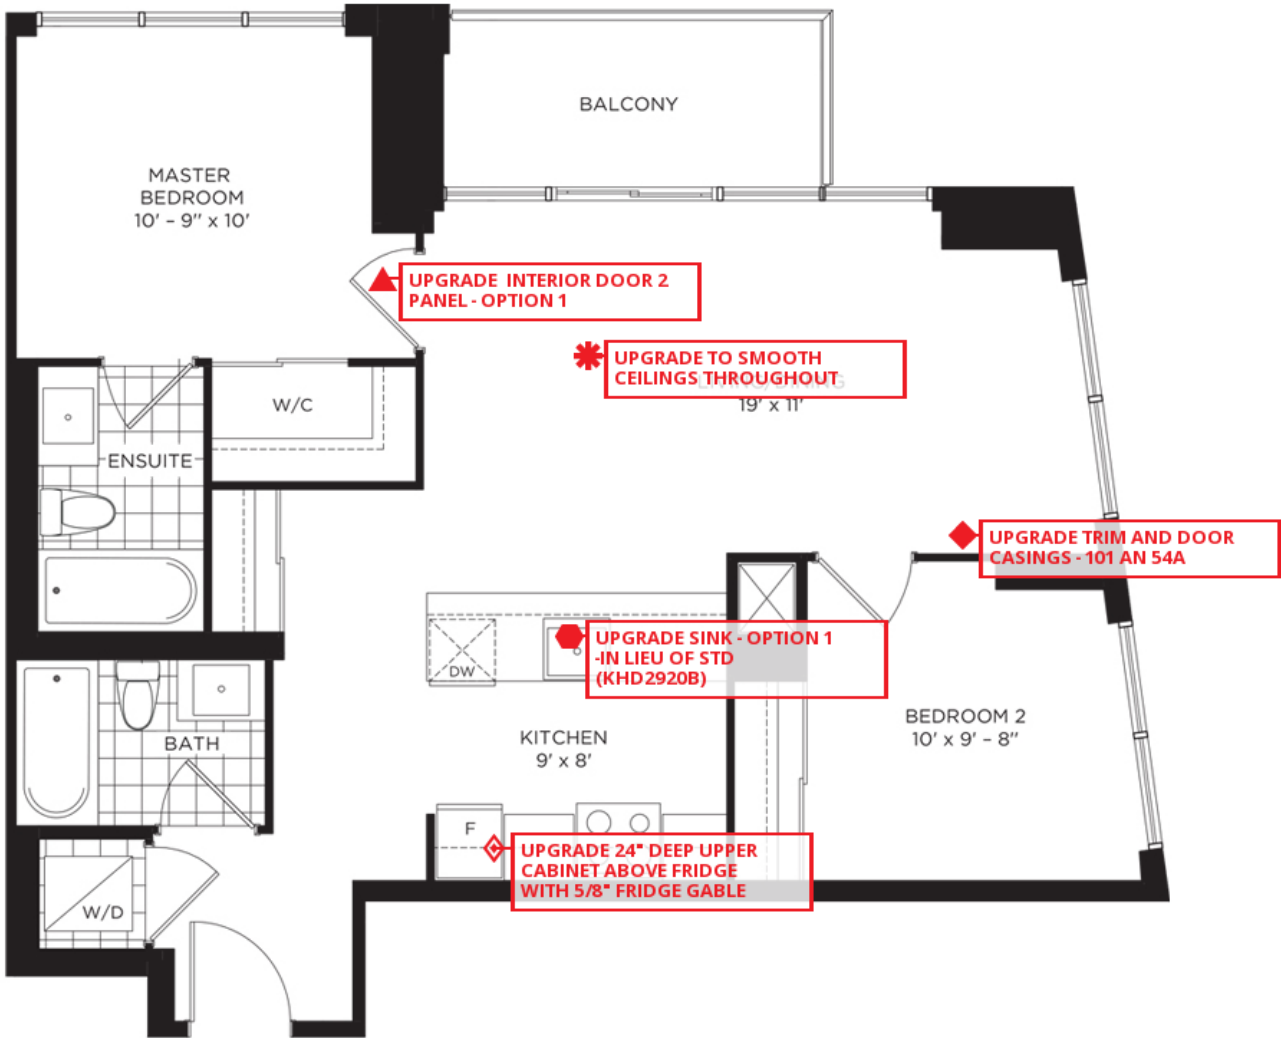 BALCONY
MASTER
BEDROOM
10' – 9" x 10'
UPGRADE INTERIOR DOOR 2
PANEL - OPTION 1
UPGRADE TO SMOOTH
CEILINGS THROUGHOUT
LIVING/DINING
19' x 11'
W/C
ENSUITE
UPGRADE TRIM AND DOOR
CASINGS - 101 AN 54A
UPGRADE SINK - OPTION 1
-IN LIEU OF STD
(KHD2920B)
DW
BEDROOM 2
10' x 9' – 8"
KITCHEN
9' x 8'
BATH
F
UPGRADE 24" DEEP UPPER
CABINET ABOVE FRIDGE
WITH 5/8" FRIDGE GABLE
W/D